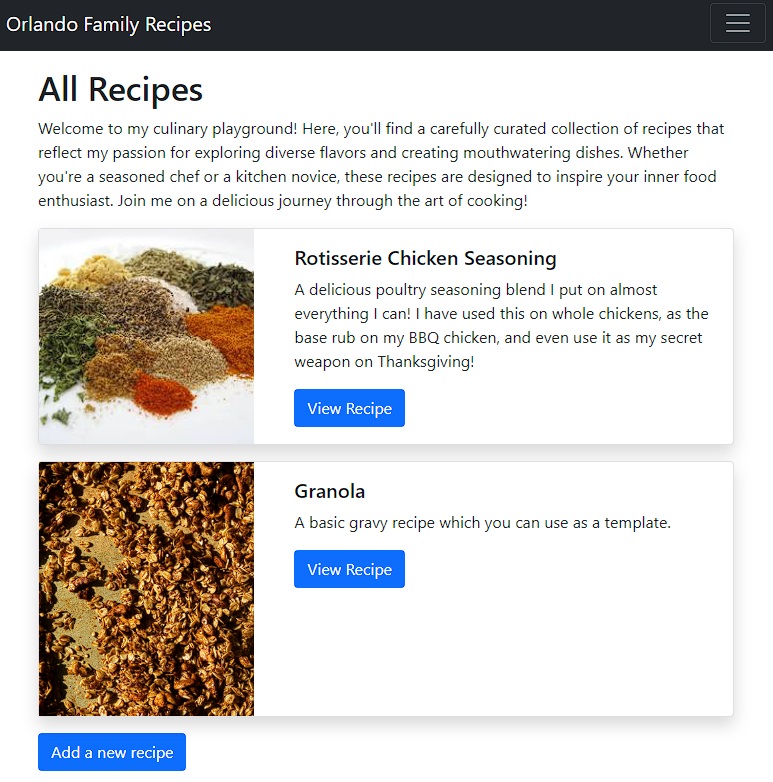 Orlando Family Recipes
All Recipes
Welcome to my culinary playground! Here, you'll find a carefully curated collection of recipes that
reflect my passion for exploring diverse flavors and creating mouthwatering dishes. Whether
you're a seasoned chef or a kitchen novice, these recipes are designed to inspire your inner food
enthusiast. Join me on a delicious journey through the art of cooking!
Rotisserie Chicken Seasoning
A delicious poultry seasoning blend I put on almost
everything I can! I have used this on whole chickens, as the
base rub on my BBQ chicken, and even use it as my secret
weapon on Thanksgiving!
View Recipe
Granola
A basic gravy recipe which you can use as a template.
View Recipe
Add a new recipe